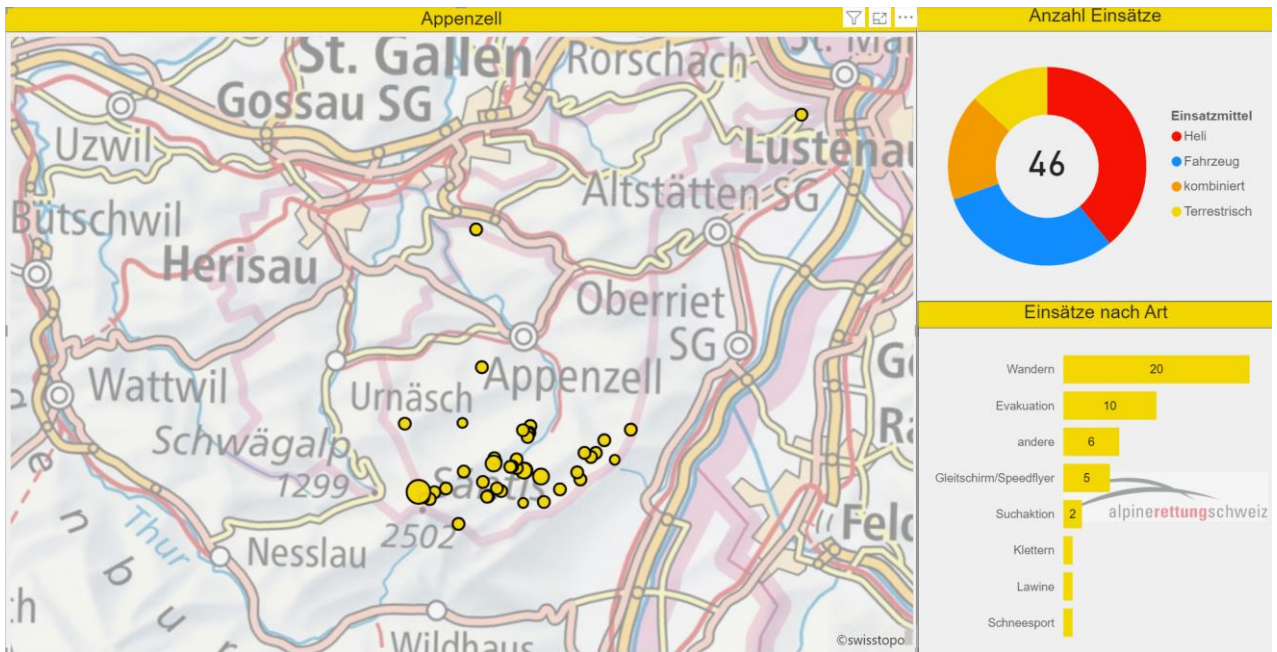 Appenzell
St. Gallen
Rorschach
Gossau SG
Uzwil
Lustenau
Altstätten SG
Bütschwil
Herisau
Oberriet
SG
Wattwil
Appenzell
Urnäsch
Schwägalp
1299
Säntis
2502
Thur
Nesslau
Wildhaus
©swisstopo
Anzahl Einsätze
46
Einsatzmittel
Heli
Fahrzeug
kombiniert
Terrestrisch
Einsätze nach Art
Wandern 20
Evakuation 10
andere 6
Gleitschirm/Speedflyer 5
Suchaktion 2
alpinerettungschweiz
Klettern
Lawine
Schneesport